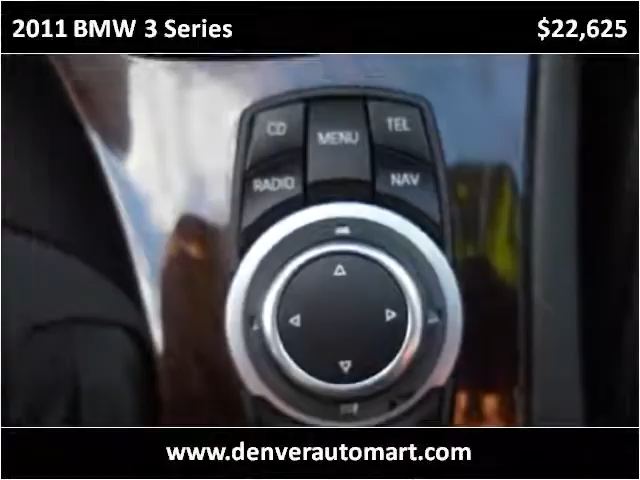 2011 BMW 3 Series $22,625
CD MENU TEL
RADIO NAV
www.denverautomart.com